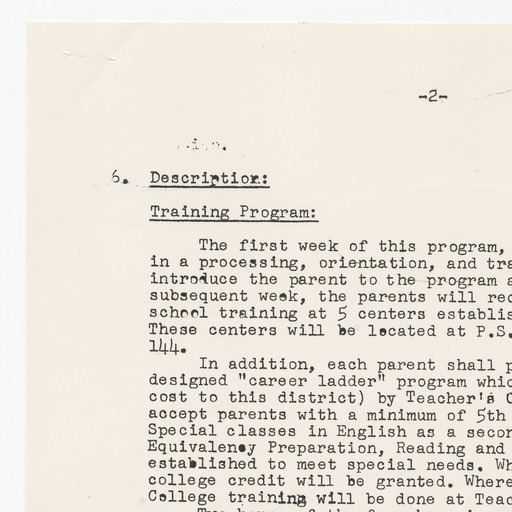 -2-
6. Description:
Training Program:
The first week of this program,
in a processing, orientation, and tra
introduce the parent to the program a
subsequent week, the parents will rec
school training at 5 centers establis
These centers will be located at P.S.
144.
In addition, each parent shall p
designed "career ladder" program whic
cost to this district) by Teacher's C
accept parents with a minimum of 5th
Special classes in English as a secon
Equivalency Preparation, Reading and
established to meet special needs. Wh
college credit will be granted. Where
College training will be done at Teac